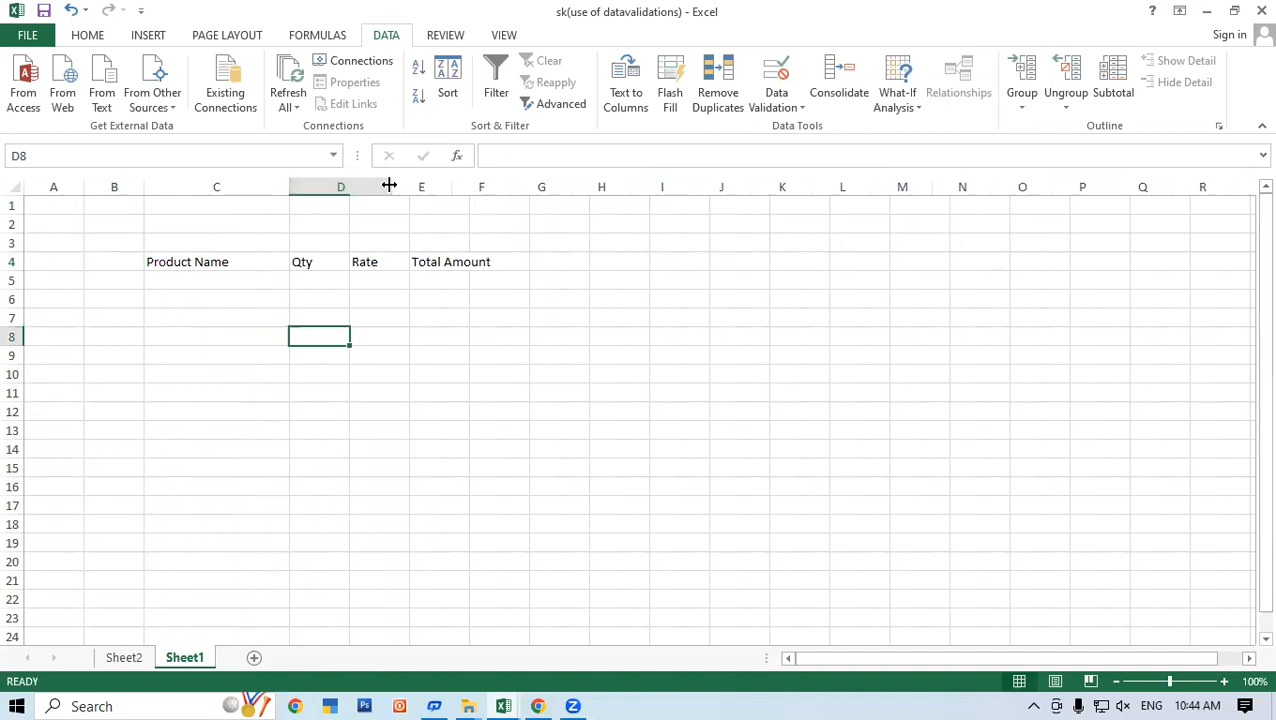 sk(use of datavalidations) - Excel
FILE HOME INSERT PAGE LAYOUT FORMULAS DATA REVIEW VIEW Sign in
From Access
From Web
From Text
From Other Sources
Existing Connections
Refresh All
Connections
Properties
Edit Links
Sort
Filter
Clear
Reapply
Advanced
Text to Columns
Flash Fill
Remove Duplicates
Data Validation
Consolidate
What-If Analysis
Relationships
Group
Ungroup
Subtotal
Show Detail
Hide Detail
Get External Data Connections Sort & Filter Data Tools Outline
D8 fx
A B C D E F G H I J K L M N O P Q R
1
2
3
4 Product Name Qty Rate Total Amount
5
6
7
8
9
10
11
12
13
14
15
16
17
18
19
20
21
22
23
24
Sheet2 Sheet1
READY 100%
Search ENG 10:44 AM